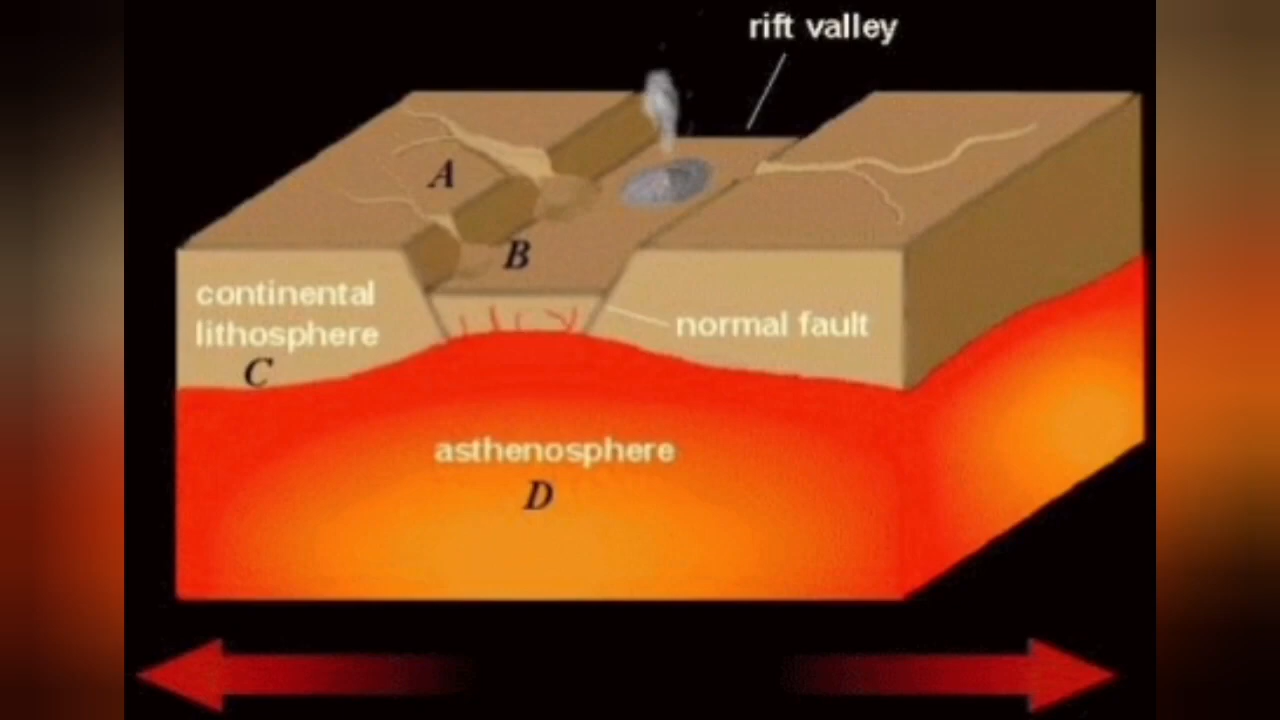 rift valley
A
B
continental
lithosphere
C
normal fault
asthenosphere
D